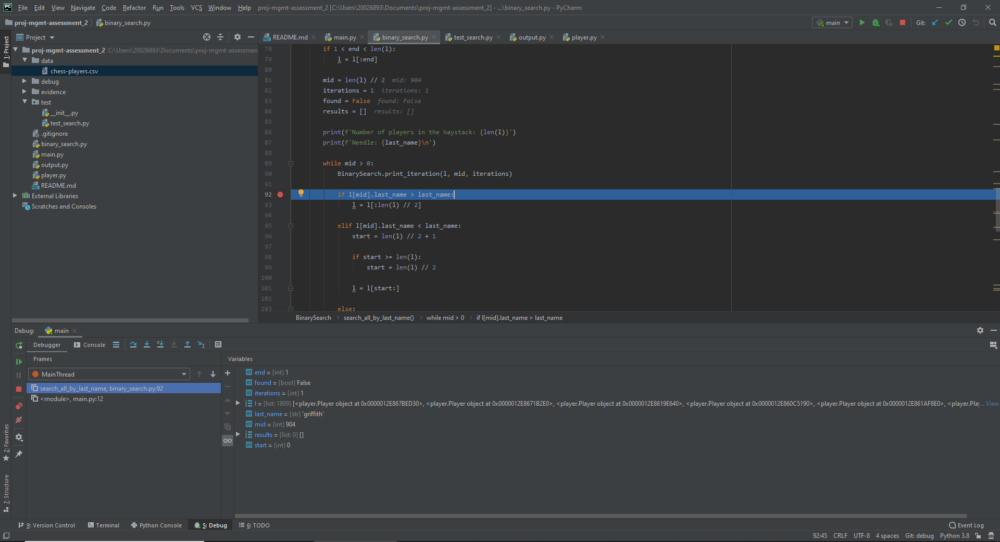 PC File Edit View Navigate Code Refactor Run Tools VCS Window Help proj-mgmt-assessment_2 [C:\Users\20026893\Documents\proj-mgmt-assessment_2] - ...\binary_search.py - PyCharm
proj-mgmt-assessment_2 binary_search.py main Git:
1: Project
Project
proj-mgmt-assessment_2 C:\Users\20026893\Documents\proj-mgmt-assessmen
data
chess-players.csv
debug
evidence
test
__init__.py
test_search.py
.gitignore
binary_search.py
main.py
output.py
player.py
README.md
External Libraries
Scratches and Consoles
README.md main.py binary_search.py test_search.py output.py player.py
78 if 1 < end < len(l):
79 l = l[:end]
80
81 mid = len(l) // 2 mid: 904
82 iterations = 1 iterations: 1
83 found = False found: False
84 results = [] results: []
85
86 print(f'Number of players in the haystack: {len(l)}')
87 print(f'Needle: {last_name}\n')
88
89 while mid > 0:
90 BinarySearch.print_iteration(l, mid, iterations)
91
92 if l[mid].last_name > last_name:
93 l = l[:len(l) // 2]
94
95 elif l[mid].last_name < last_name:
96 start = len(l) // 2 + 1
97
98 if start >= len(l):
99 start = len(l) // 2
100
101 l = l[start:]
102
103 else:
BinarySearch search_all_by_last_name() while mid > 0 if l[mid].last_name > last_name
Debug: main
Debugger Console
Frames
MainThread
search_all_by_last_name, binary_search.py:92
<module>, main.py:12
Variables
end = {int} 1
found = {bool} False
iterations = {int} 1
l = {list: 1809} [<player.Player object at 0x0000012E867BED30>, <player.Player object at 0x0000012E8671B2E0>, <player.Player object at 0x0000012E8619E640>, <player.Player object at 0x0000012E860C5190>, <player.Player object at 0x0000012E861AF8E0>, <player.Pla... View
last_name = {str} 'griffith'
mid = {int} 904
results = {list: 0} []
start = {int} 0
2: Favorites
7: Structure
9: Version Control Terminal Python Console 5: Debug 6: TODO Event Log
92:45 CRLF UTF-8 4 spaces Git: debug Python 3.8